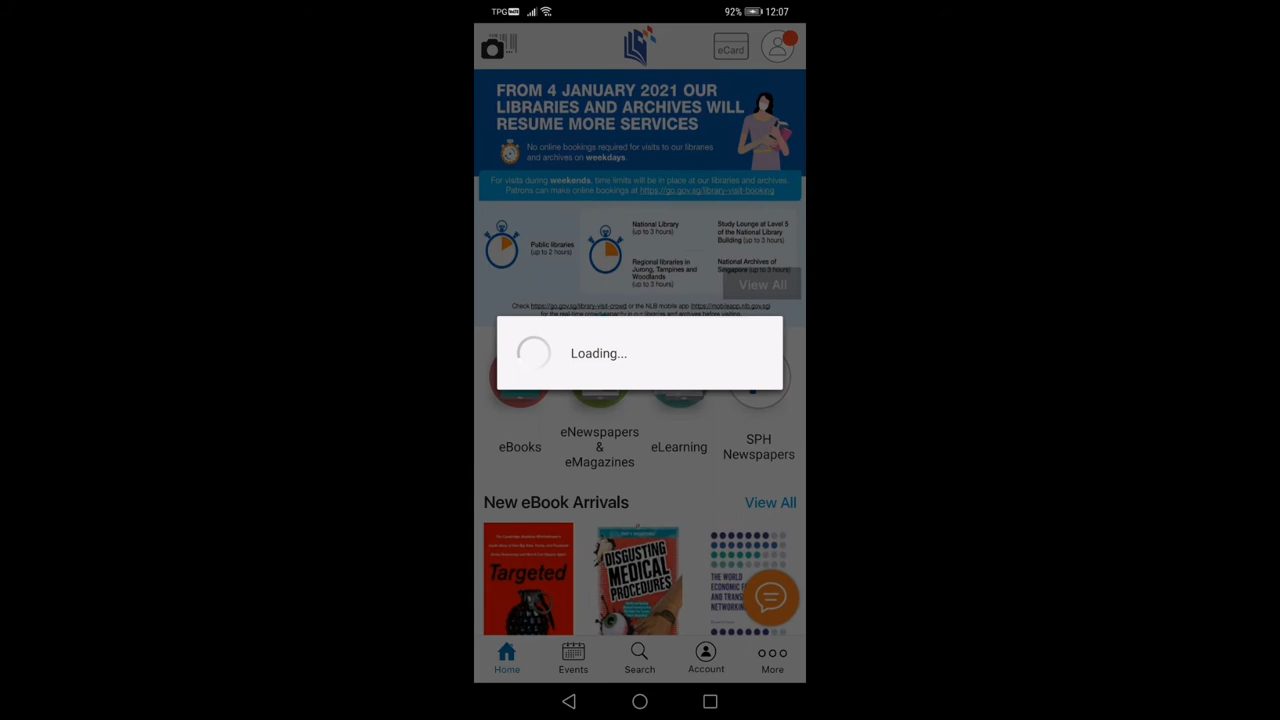 TPG 92% 12:07
eCard
FROM 4 JANUARY 2021 OUR
LIBRARIES AND ARCHIVES WILL
RESUME MORE SERVICES
No online bookings required for visits to our libraries
and archives on weekdays.
For visits during weekends, time limits will be in place at our libraries and archives.
Patrons can make online bookings at https://go.gov.sg/library-visit-booking
Public libraries
(up to 2 hours)
National Library
(up to 3 hours)
Regional libraries in
Jurong, Tampines and
Woodlands
(up to 3 hours)
Study Lounge at Level 5
of the National Library
Building (up to 3 hours)
National Archives of
Singapore (up to 3 hours)
View All
Check https://go.gov.sg/library-visit-crowd or the NLB mobile app (https://mobileapp.nlb.gov.sg)
for the real-time crowd capacity in our libraries and archives before visiting.
Loading...
eBooks
eNewspapers
&
eMagazines
eLearning
SPH
Newspapers
New eBook Arrivals
View All
Targeted
DISGUSTING
MEDICAL
PROCEDURES
THE WORLD
ECONOMIC
AND
NETWORKING
Home
Events
Search
Account
More